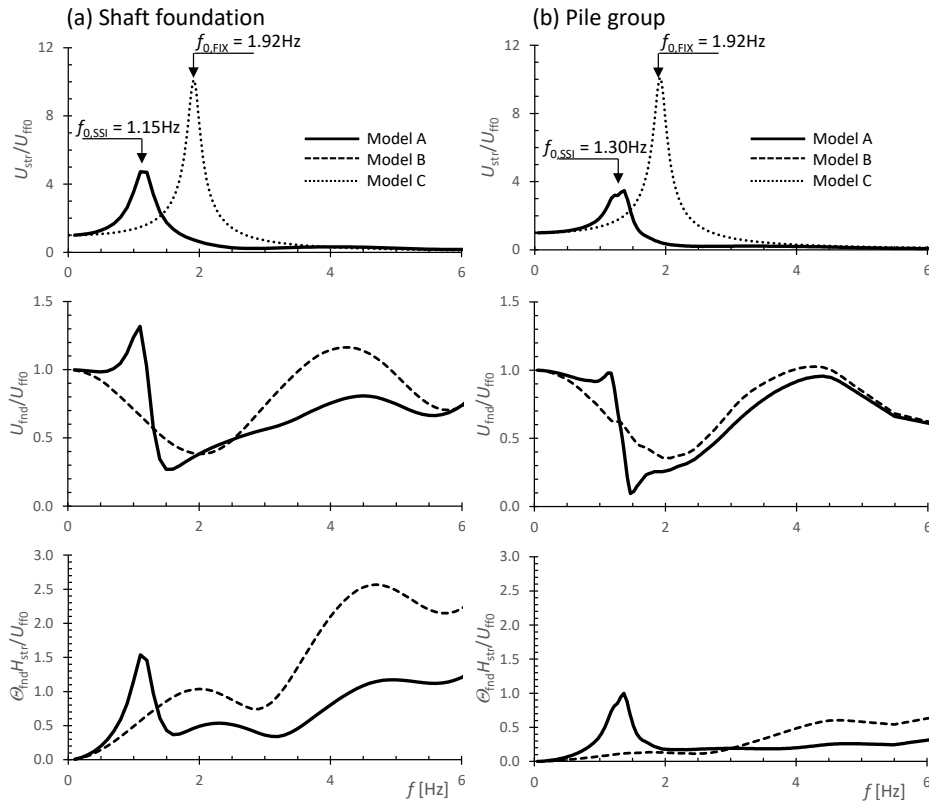 (a) Shaft foundation
f0,FIX = 1.92Hz
f0,SSI = 1.15Hz
Model A
Model B
Model C
Ustr/Uff0
12
10
8
6
4
2
0
0 2 4 6
Ufnd/Uff0
1.5
1.0
0.5
0.0
0 2 4 6
ΘfndHstr/Uff0
3.0
2.5
2.0
1.5
1.0
0.5
0.0
0 2 4 6
f [Hz]
(b) Pile group
f0,FIX = 1.92Hz
f0,SSI = 1.30Hz
Model A
Model B
Model C
Ustr/Uff0
12
10
8
6
4
2
0
0 2 4 6
Ufnd/Uff0
1.5
1.0
0.5
0.0
0 2 4 6
ΘfndHstr/Uff0
3.0
2.5
2.0
1.5
1.0
0.5
0.0
0 2 4 6
f [Hz]